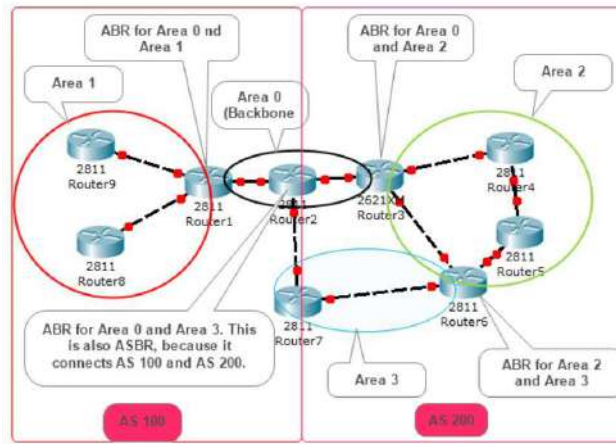 ABR for Area 0 nd
Area 1
ABR for Area 0
and Area 2
Area 1
Area 0
(Backbone
Area 2
2811
Router9
2811
Router1
2811
Router2
2621XM
Router3
2811
Router4
2811
Router8
2811
Router5
2811
Router7
2811
Router6
ABR for Area 0 and Area 3. This
is also ASBR, because it
connects AS 100 and AS 200.
Area 3
ABR for Area 2
and Area 3
AS 100
AS 200